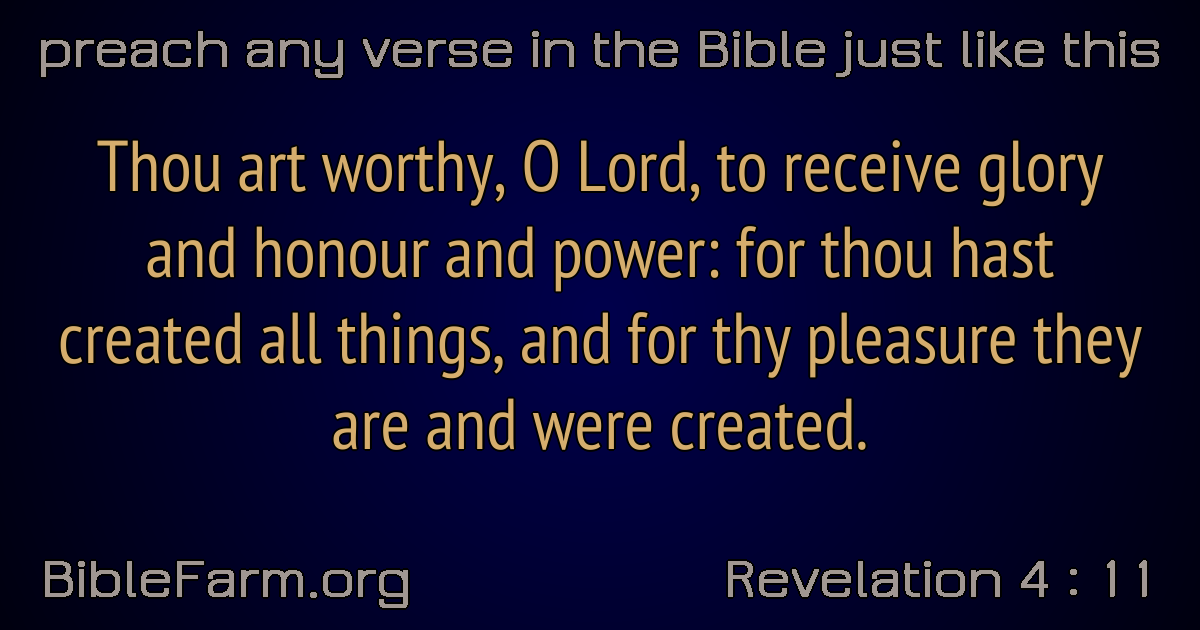 preach any verse in the Bible just like this
Thou art worthy, O Lord, to receive glory
and honour and power: for thou hast
created all things, and for thy pleasure they
are and were created.
BibleFarm.org
Revelation 4 : 11